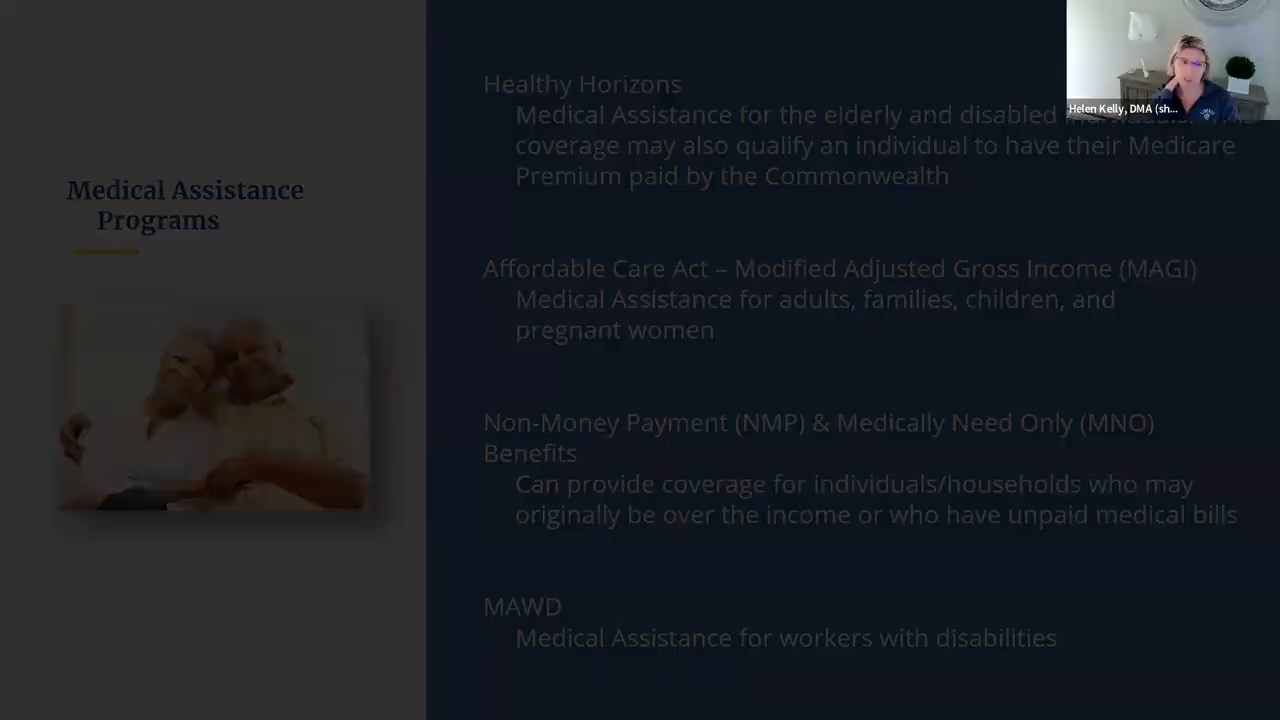 Helen Kelly, DMA (sh...
Medical Assistance
Programs
Healthy Horizons
Medical Assistance for the elderly and disabled
coverage may also qualify an individual to have their Medicare
Premium paid by the Commonwealth
Affordable Care Act – Modified Adjusted Gross Income (MAGI)
Medical Assistance for adults, families, children, and
pregnant women
Non-Money Payment (NMP) & Medically Need Only (MNO)
Benefits
Can provide coverage for individuals/households who may
originally be over the income or who have unpaid medical bills
MAWD
Medical Assistance for workers with disabilities